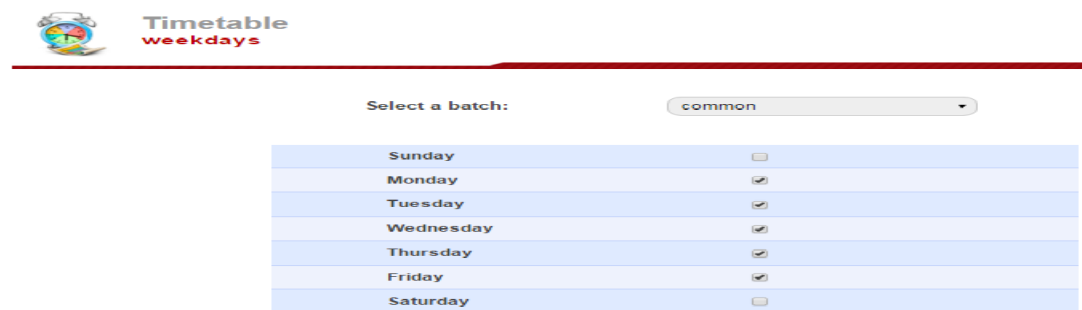 Timetable
weekdays
Select a batch: common
Sunday
Monday
Tuesday
Wednesday
Thursday
Friday
Saturday